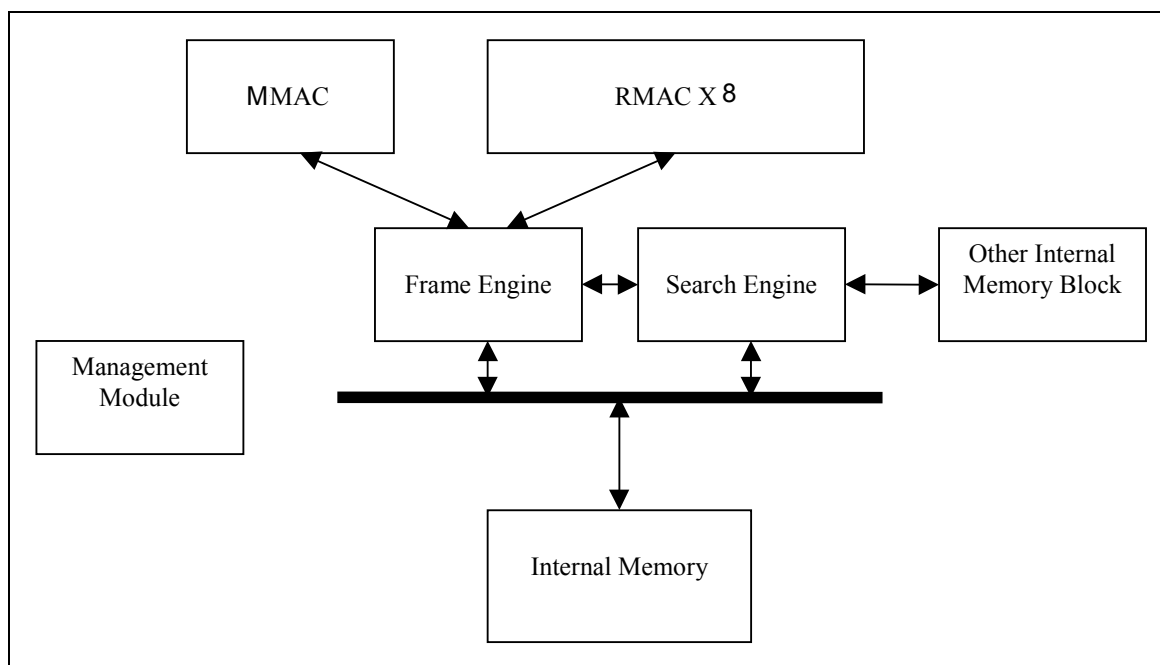 MMAC
RMAC X 8
Frame Engine
Search Engine
Other Internal
Memory Block
Management
Module
Internal Memory